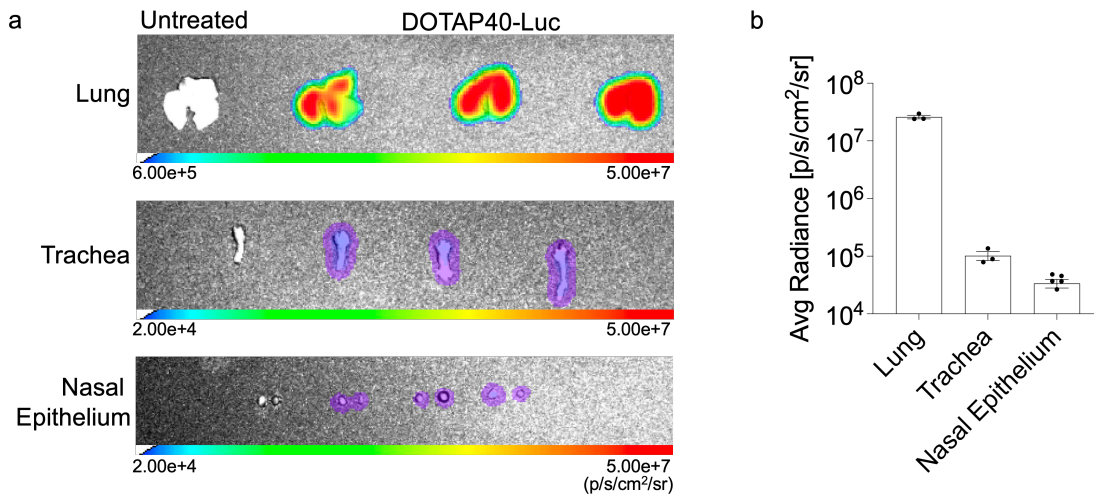 a
Untreated
DOTAP40-Luc
Lung
6.00e+5
5.00e+7
Trachea
2.00e+4
5.00e+7
Nasal
Epithelium
2.00e+4
5.00e+7
(p/s/cm²/sr)
b
Avg Radiance [p/s/cm²/sr]
10⁸
10⁷
10⁶
10⁵
10⁴
Lung
Trachea
Nasal Epithelium